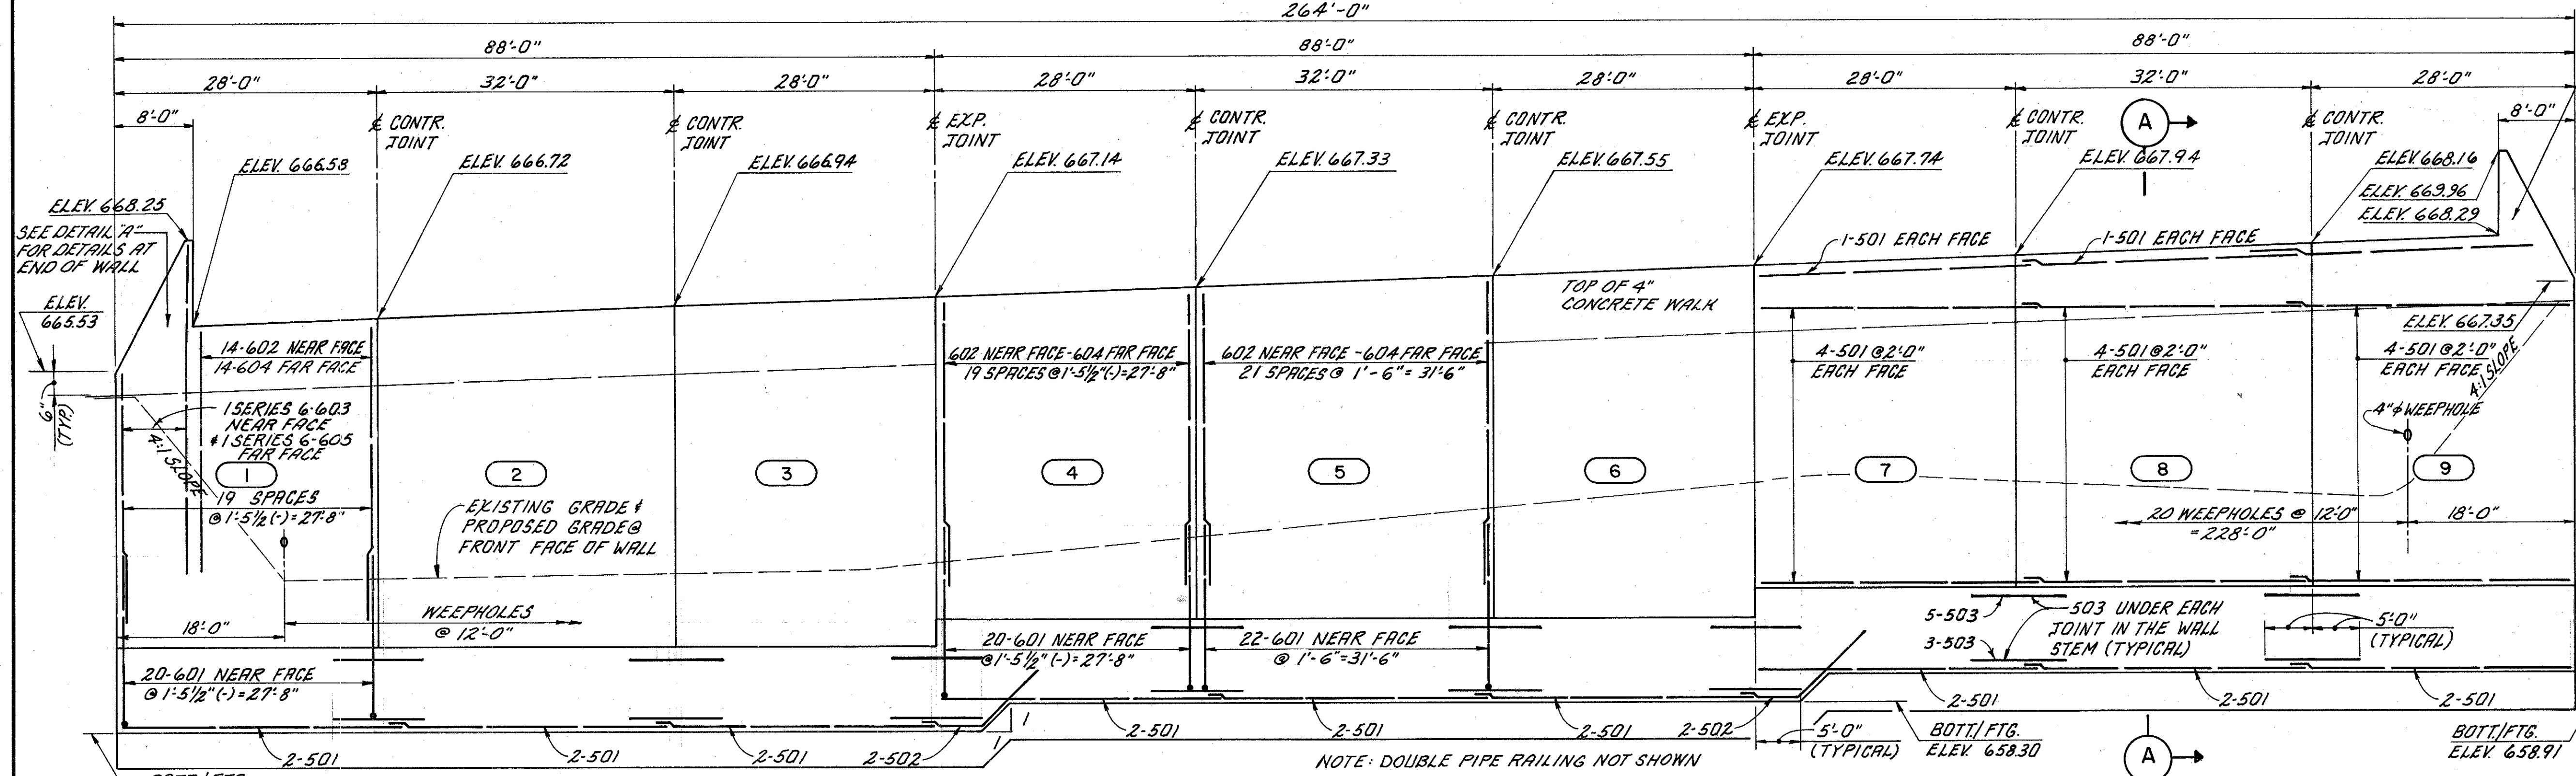 264'-0"
88'-0"
88'-0"
88'-0"
28'-0"
32'-0"
28'-0"
28'-0"
32'-0"
28'-0"
28'-0"
32'-0"
28'-0"
8'-0"
℄ CONTR.
JOINT
℄ CONTR.
JOINT
℄ EXP.
JOINT
℄ CONTR.
JOINT
℄ CONTR.
JOINT
℄ EXP.
JOINT
℄ CONTR.
JOINT
A
℄ CONTR.
JOINT
8'-0"
ELEV. 666.58
ELEV. 666.72
ELEV. 666.94
ELEV. 667.14
ELEV. 667.33
ELEV. 667.55
ELEV. 667.74
ELEV. 667.94
ELEV. 668.16
ELEV. 669.96
ELEV. 668.29
ELEV. 668.25
SEE DETAIL "A"
FOR DETAILS AT
END OF WALL
ELEV.
665.53
6"
(TYP.)
1-501 EACH FACE
1-501 EACH FACE
TOP OF 4"
CONCRETE WALK
ELEV. 667.35
14-602 NEAR FACE
14-604 FAR FACE
602 NEAR FACE-604 FAR FACE
19 SPACES @ 1'-5½"(-)=27'-8"
602 NEAR FACE -604 FAR FACE
21 SPACES @ 1'-6" = 31'-6"
4-501 @ 2'-0"
EACH FACE
4-501 @ 2'-0"
EACH FACE
4-501 @ 2'-0"
EACH FACE
4:1 SLOPE
4"ϕ WEEPHOLE
1 SERIES 6-603
NEAR FACE
& 1 SERIES 6-605
FAR FACE
4:1 SLOPE
1
2
3
4
5
6
7
8
9
19 SPACES
@ 1'-5½(-)=27'-8"
EXISTING GRADE &
PROPOSED GRADE @
FRONT FACE OF WALL
20 WEEPHOLES @ 12'-0"
= 228'-0"
18'-0"
18'-0"
WEEPHOLES
@ 12'-0"
20-601 NEAR FACE
@ 1'-5½"(-)=27'-8"
20-601 NEAR FACE
@ 1'-5½"(-)=27'-8"
22-601 NEAR FACE
@ 1'-6"=31'-6"
5-503
3-503
503 UNDER EACH
JOINT IN THE WALL
STEM (TYPICAL)
5'-0"
(TYPICAL)
2-501
2-501
2-501
2-502
1
1
2-501
2-501
2-501
2-502
2-501
2-501
2-501
5'-0"
(TYPICAL)
BOTT./FTG.
ELEV. 658.30
A
BOTT./FTG.
ELEV. 658.91
NOTE: DOUBLE PIPE RAILING NOT SHOWN